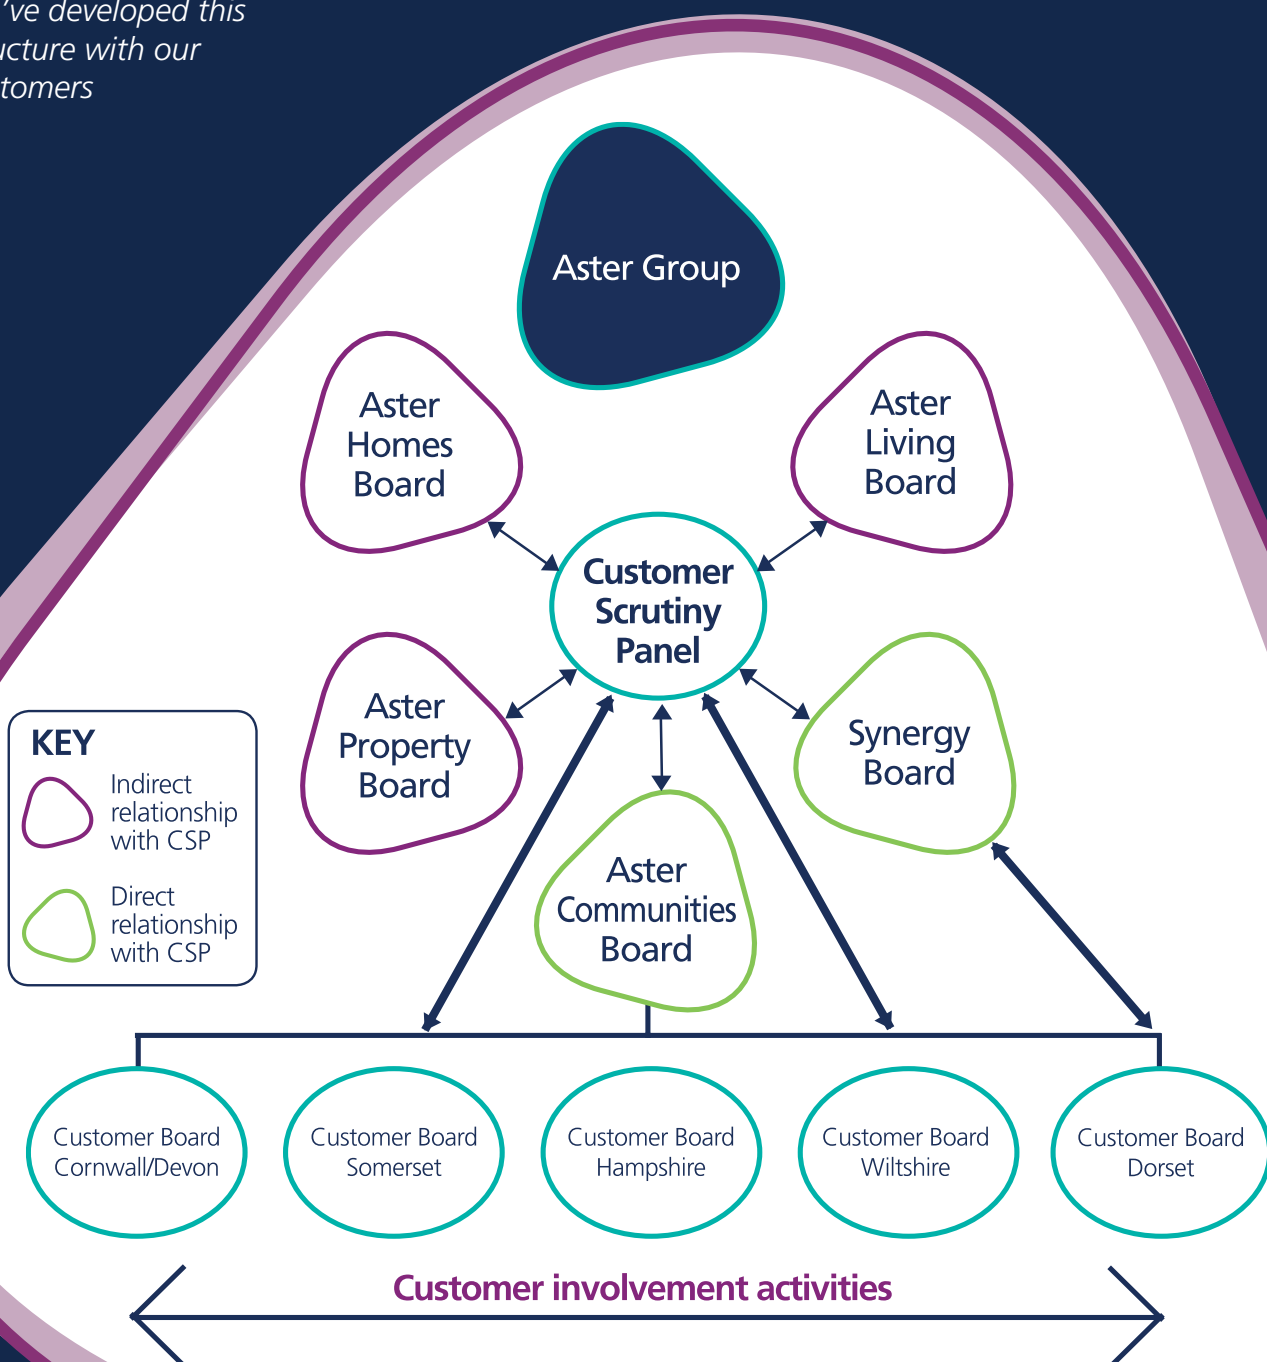 've developed this
ucture with our
tomers
Aster Group
Aster
Homes
Board
Aster
Living
Board
Customer
Scrutiny
Panel
Aster
Property
Board
Synergy
Board
KEY
Indirect
relationship
with CSP
Direct
relationship
with CSP
Aster
Communities
Board
Customer Board
Cornwall/Devon
Customer Board
Somerset
Customer Board
Hampshire
Customer Board
Wiltshire
Customer Board
Dorset
Customer involvement activities